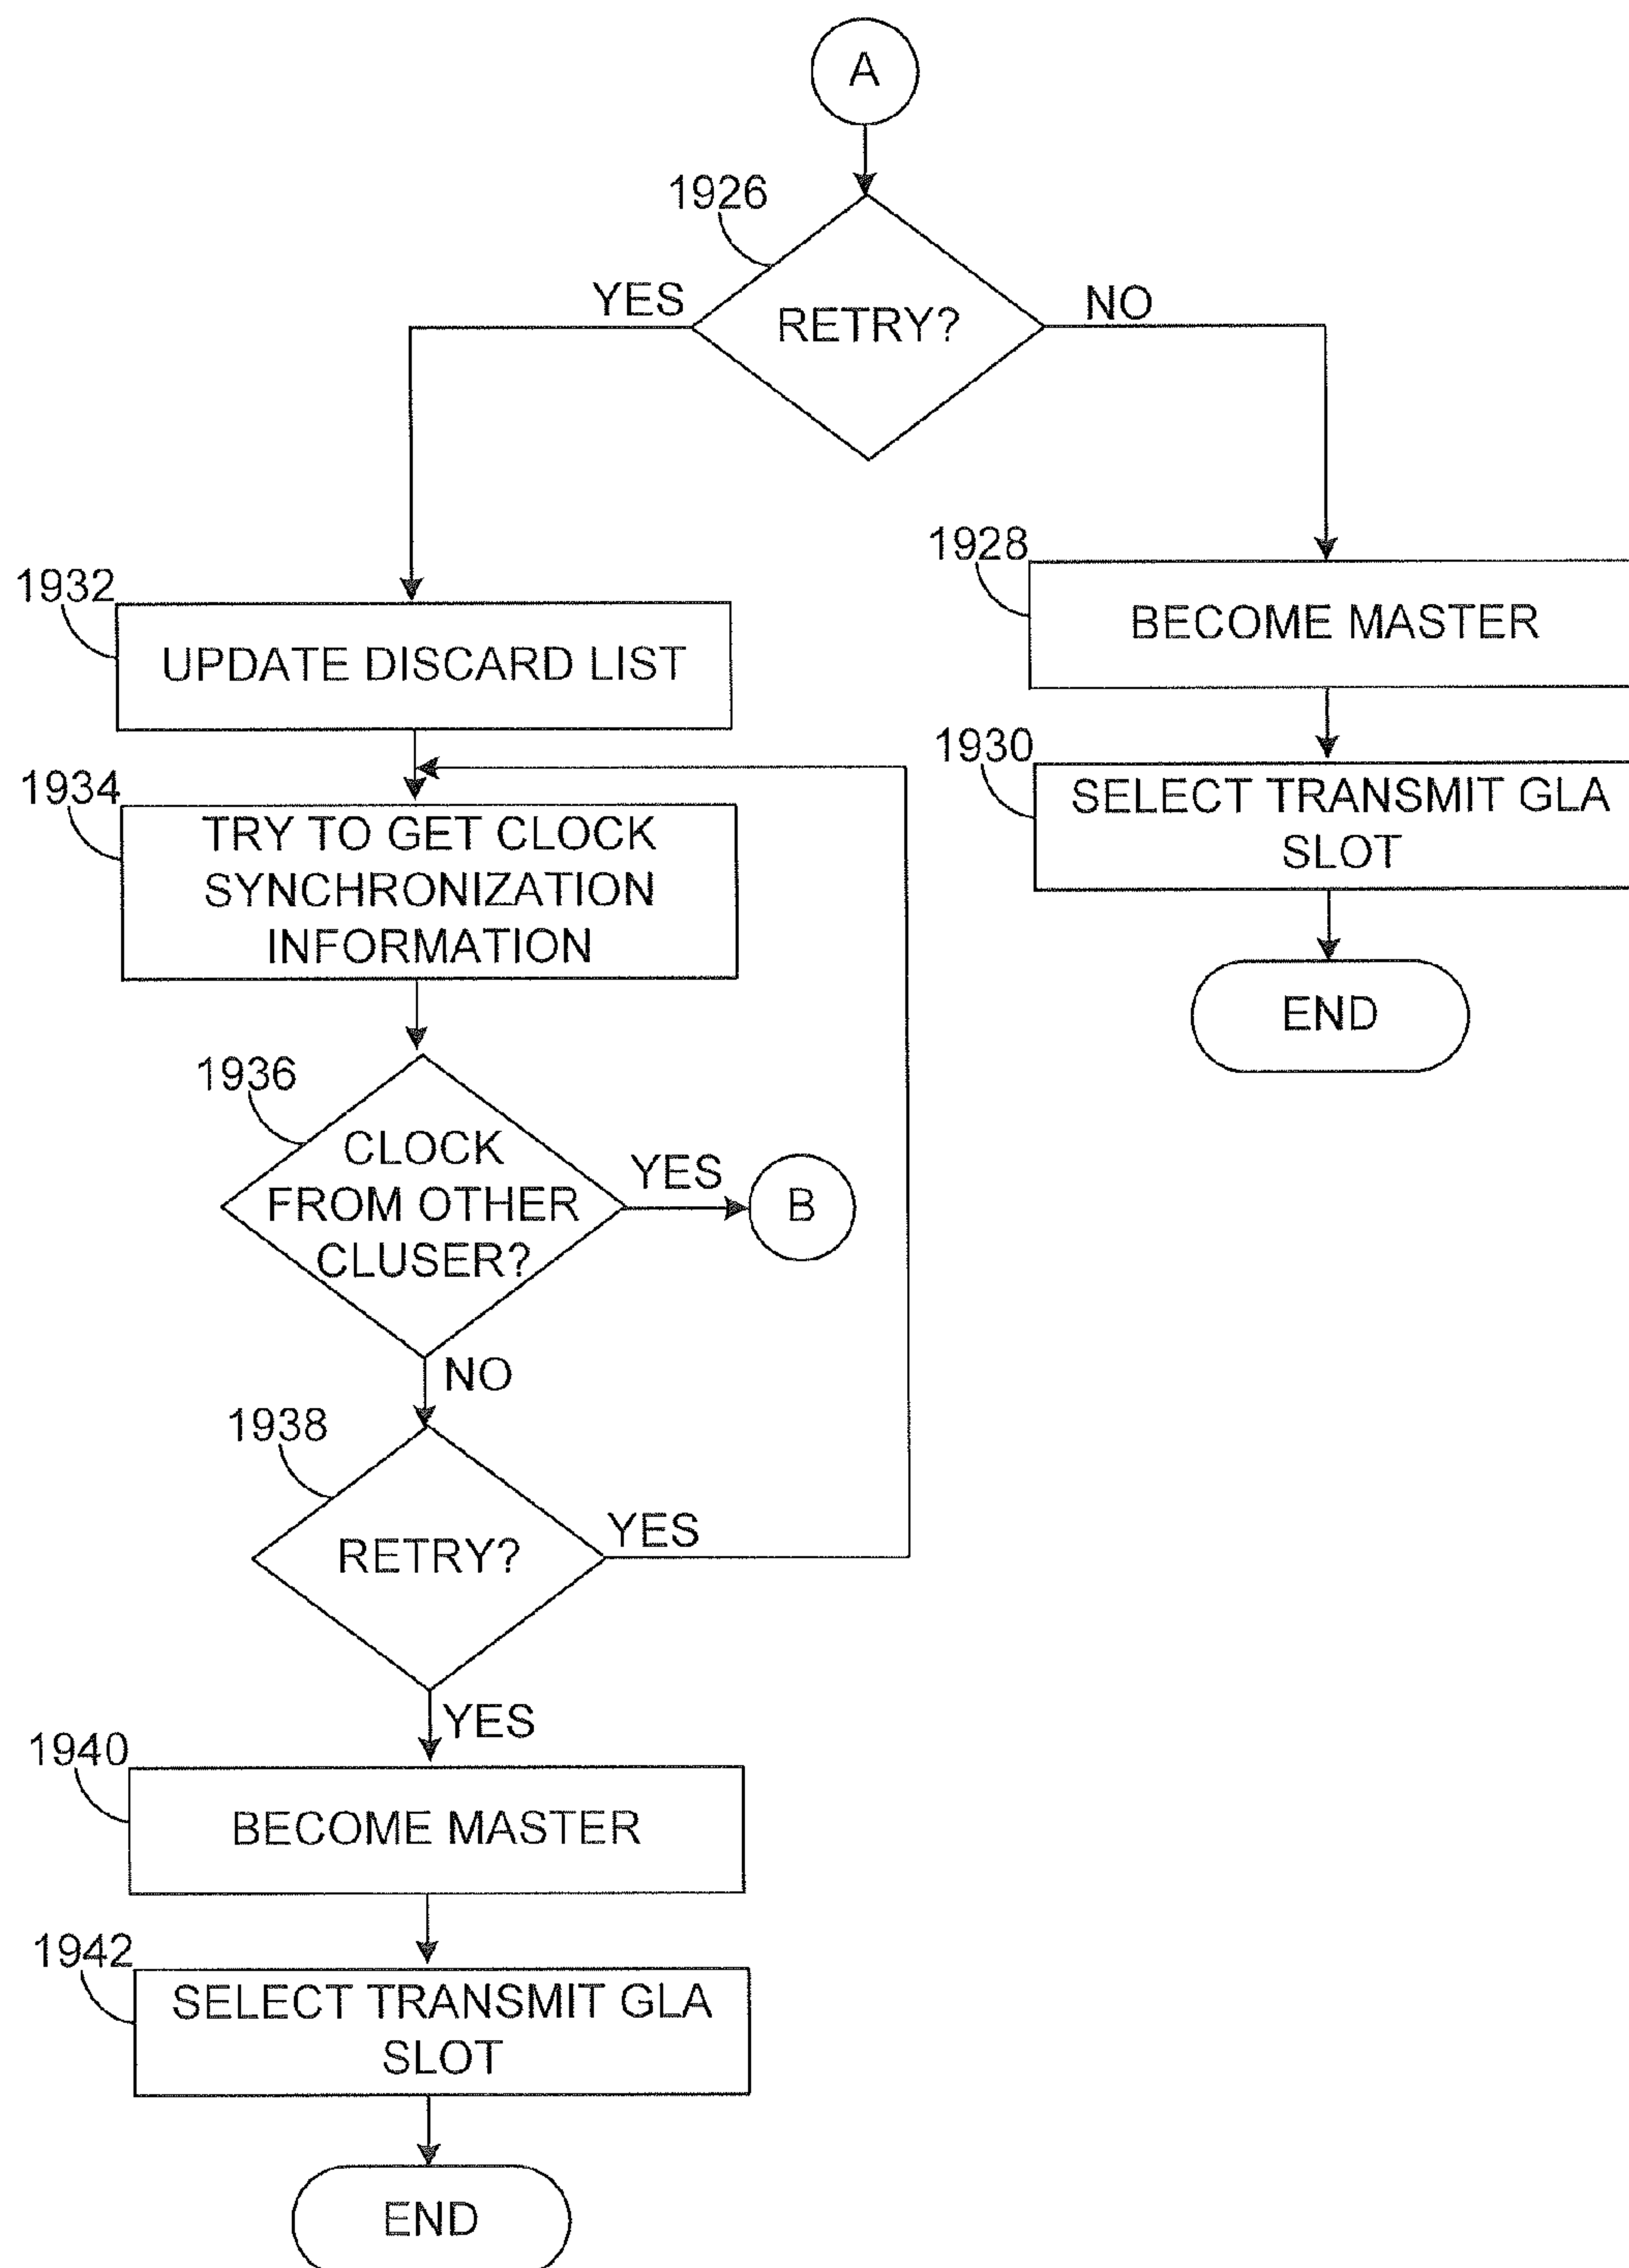 A
1926
YES
RETRY?
NO
1928
BECOME MASTER
1932
UPDATE DISCARD LIST
1930
SELECT TRANSMIT GLA
SLOT
1934
TRY TO GET CLOCK
SYNCHRONIZATION
INFORMATION
END
1936
CLOCK
FROM OTHER
CLUSER?
YES
B
NO
1938
RETRY?
YES
YES
1940
BECOME MASTER
1942
SELECT TRANSMIT GLA
SLOT
END